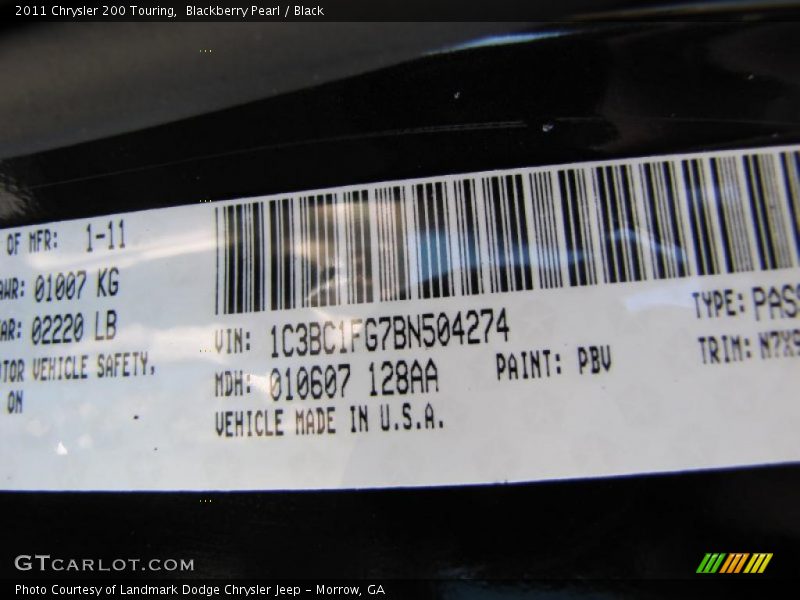 2011 Chrysler 200 Touring, Blackberry Pearl / Black
OF MFR: 1-11
01007 KG
02220 LB
VEHICLE SAFETY,
ON
VIN: 1C3BC1FG7BN504274
MDH: 010607 128AA
VEHICLE MADE IN U.S.A.
PAINT: PBV
TYPE: PASS
TRIM: N7X9
GTCARLOT.COM
Photo Courtesy of Landmark Dodge Chrysler Jeep – Morrow, GA